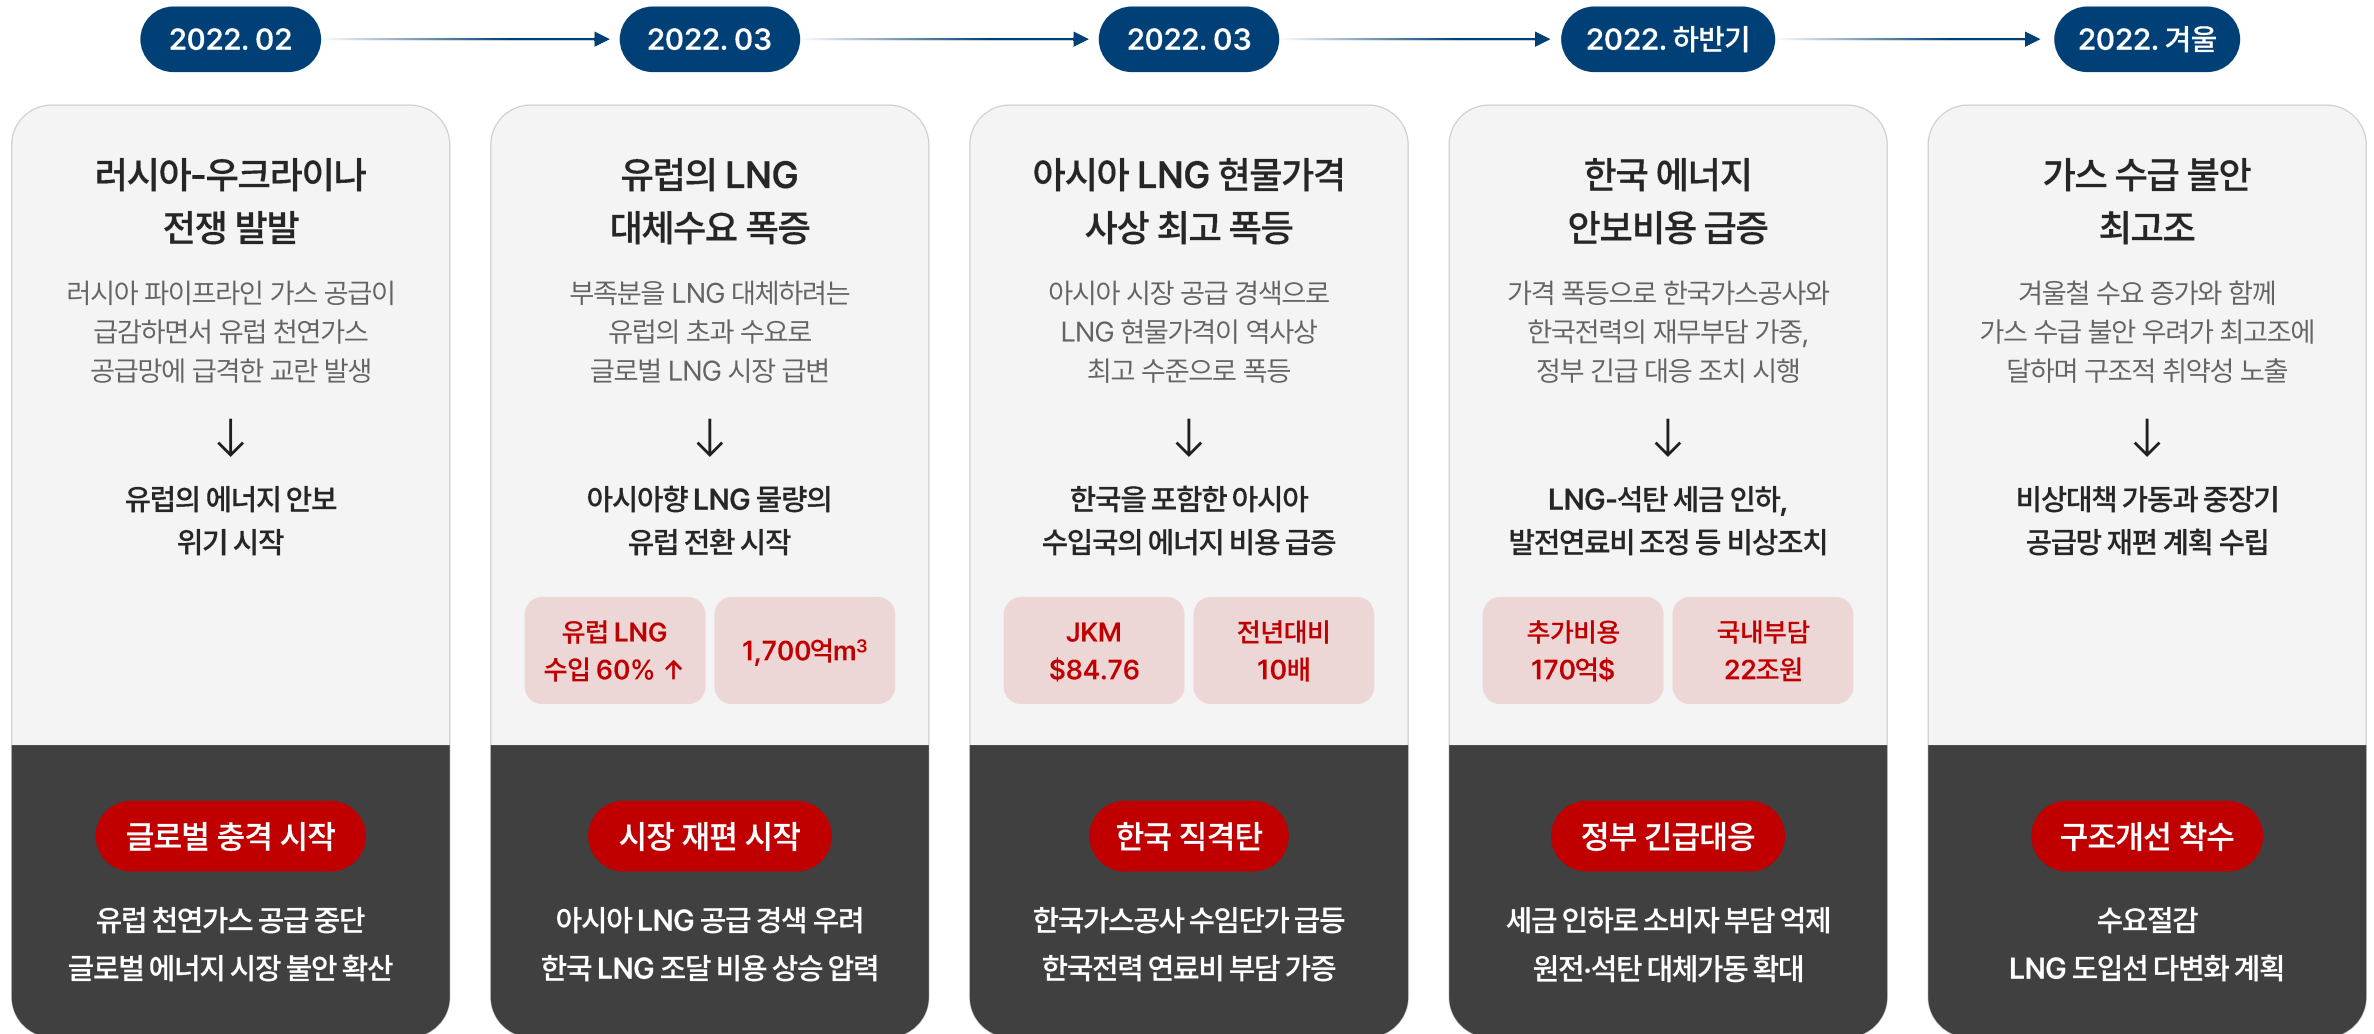 2022. 02
2022. 03
2022. 03
2022. 하반기
2022. 겨울
러시아-우크라이나
전쟁 발발
러시아 파이프라인 가스 공급이
급감하면서 유럽 천연가스
공급망에 급격한 교란 발생
↓
유럽의 에너지 안보
위기 시작
글로벌 충격 시작
유럽 천연가스 공급 중단
글로벌 에너지 시장 불안 확산
유럽의 LNG
대체수요 폭증
부족분을 LNG 대체하려는
유럽의 초과 수요로
글로벌 LNG 시장 급변
↓
아시아향 LNG 물량의
유럽 전환 시작
유럽 LNG
수입 60% ↑
1,700억m³
시장 재편 시작
아시아 LNG 공급 경색 우려
한국 LNG 조달 비용 상승 압력
아시아 LNG 현물가격
사상 최고 폭등
아시아 시장 공급 경색으로
LNG 현물가격이 역사상
최고 수준으로 폭등
↓
한국을 포함한 아시아
수입국의 에너지 비용 급증
JKM
$84.76
전년대비
10배
한국 직격탄
한국가스공사 수임단가 급등
한국전력 연료비 부담 가증
한국 에너지
안보비용 급증
가격 폭등으로 한국가스공사와
한국전력의 재무부담 가중,
정부 긴급 대응 조치 시행
↓
LNG-석탄 세금 인하,
발전연료비 조정 등 비상조치
추가비용
170억$
국내부담
22조원
정부 긴급대응
세금 인하로 소비자 부담 억제
원전·석탄 대체가동 확대
가스 수급 불안
최고조
겨울철 수요 증가와 함께
가스 수급 불안 우려가 최고조에
달하며 구조적 취약성 노출
↓
비상대책 가동과 중장기
공급망 재편 계획 수립
구조개선 착수
수요절감
LNG 도입선 다변화 계획